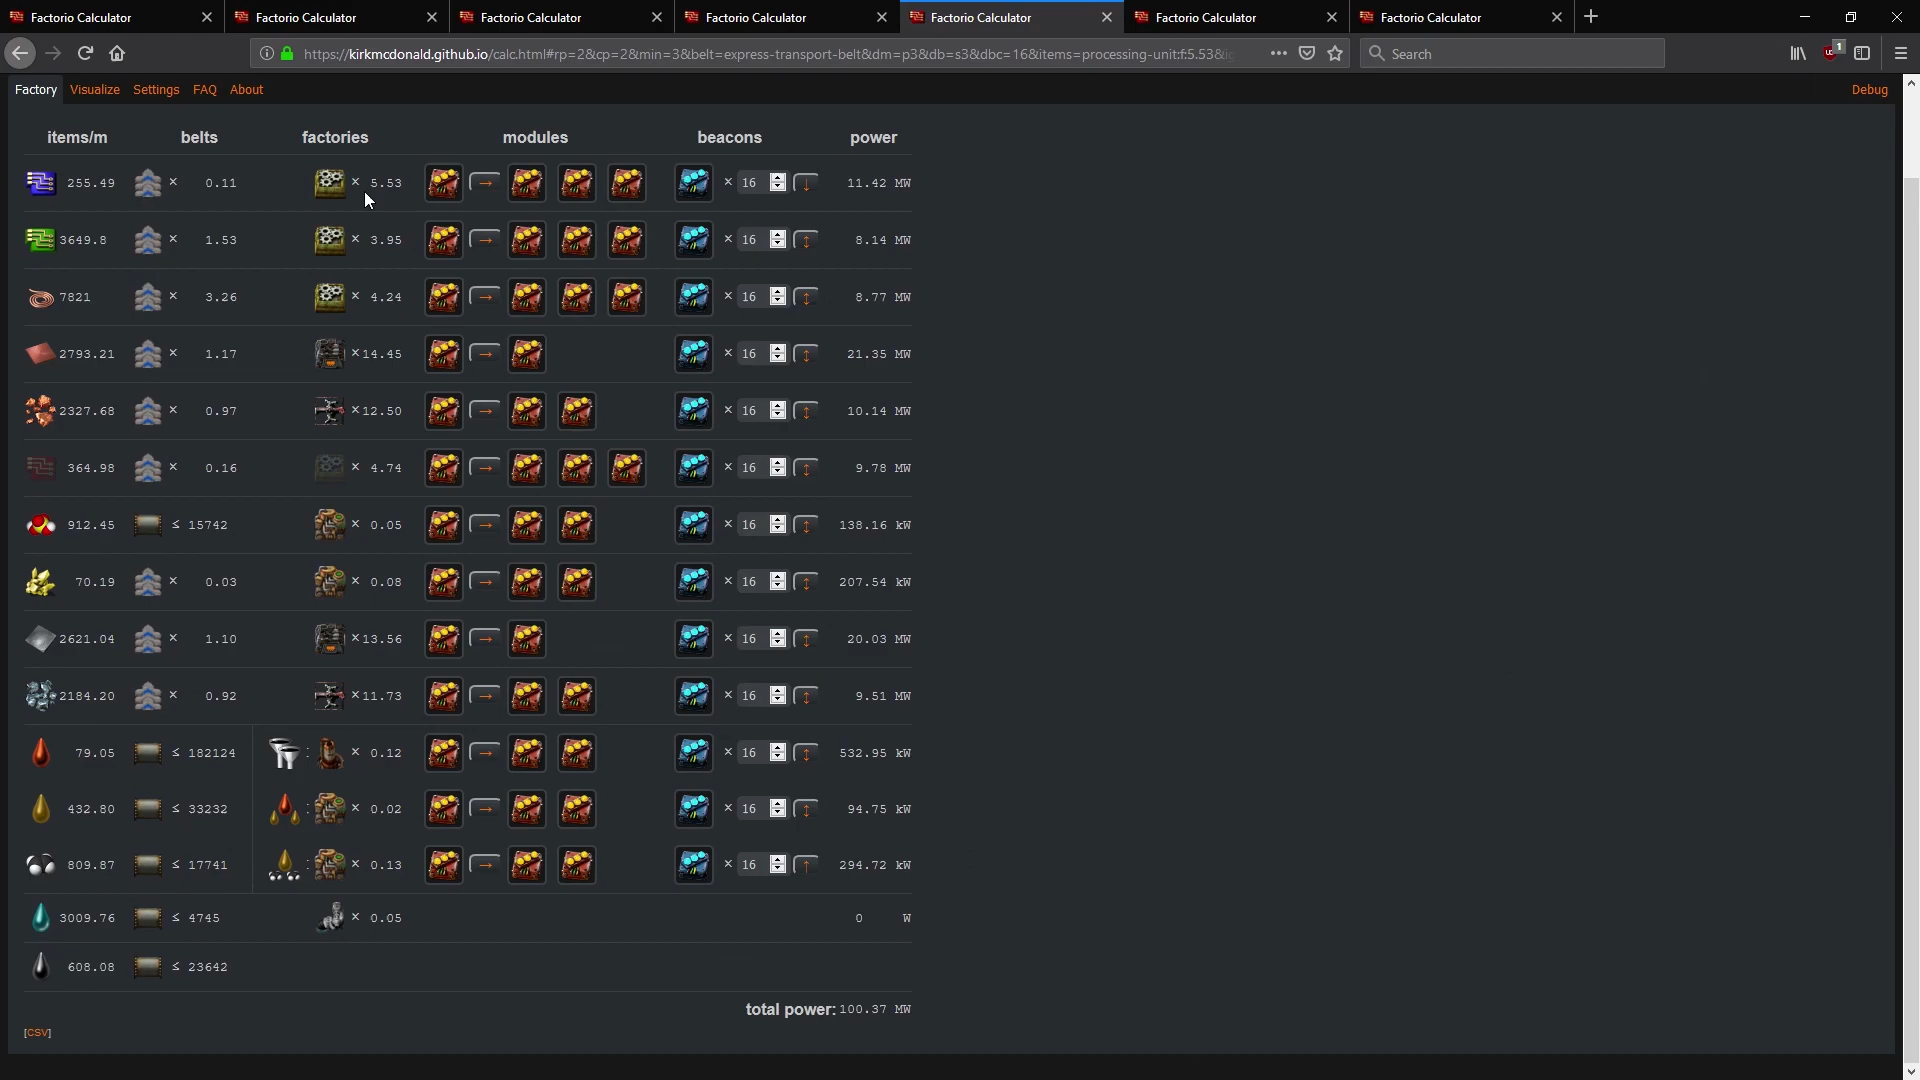 Factorio Calculator Factorio Calculator Factorio Calculator Factorio Calculator Factorio Calculator Factorio Calculator Factorio Calculator
https://kirkmcdonald.github.io/calc.html#rp=2&cp=2&min=3&belt=express-transport-belt&dm=p3&db=s3&dbc=16&items=processing-unit:f:5.53& Search 1
Factory Visualize Settings FAQ About Debug
items/m belts factories modules beacons power
255.49 × 0.11 × 5.53 × 16 11.42 MW
3649.8 × 1.53 × 3.95 × 16 8.14 MW
7821 × 3.26 × 4.24 × 16 8.77 MW
2793.21 × 1.17 × 14.45 × 16 21.35 MW
2327.68 × 0.97 × 12.50 × 16 10.14 MW
364.98 × 0.16 × 4.74 × 16 9.78 MW
912.45 ≤ 15742 × 0.05 × 16 138.16 kW
70.19 × 0.03 × 0.08 × 16 207.54 kW
2621.04 × 1.10 × 13.56 × 16 20.03 MW
2184.20 × 0.92 × 11.73 × 16 9.51 MW
79.05 ≤ 182124 : × 0.12 × 16 532.95 kW
432.80 ≤ 33232 : × 0.02 × 16 94.75 kW
809.87 ≤ 17741 : × 0.13 × 16 294.72 kW
3009.76 ≤ 4745 × 0.05 0 W
608.08 ≤ 23642
total power: 100.37 MW
[CSV]